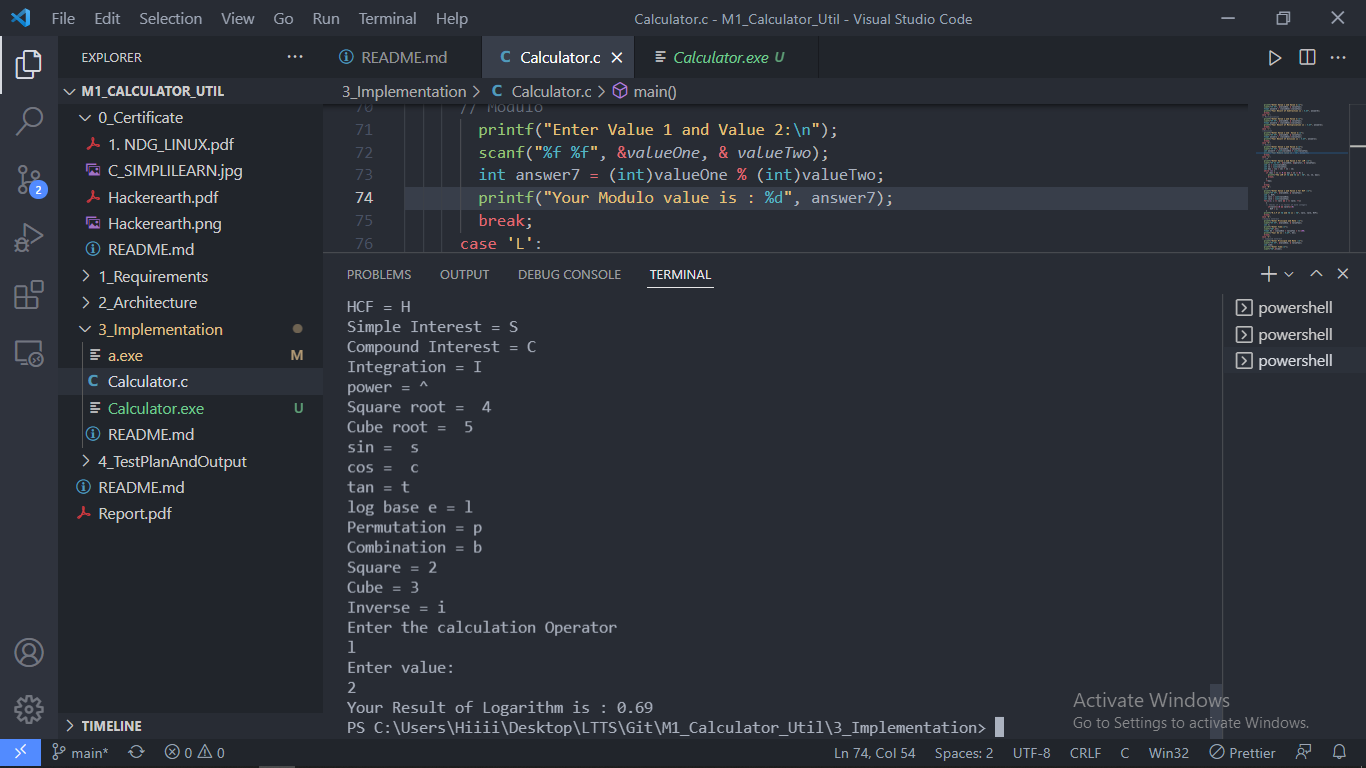 File Edit Selection View Go Run Terminal Help Calculator.c - M1_Calculator_Util - Visual Studio Code
EXPLORER
README.md Calculator.c Calculator.exe U
M1_CALCULATOR_UTIL
0_Certificate
1. NDG_LINUX.pdf
C_SIMPLILEARN.jpg
Hackerearth.pdf
Hackerearth.png
README.md
1_Requirements
2_Architecture
3_Implementation
a.exe M
Calculator.c
Calculator.exe U
README.md
4_TestPlanAndOutput
README.md
Report.pdf
TIMELINE
2
3_Implementation > C Calculator.c > main()
70 // Modulo
71 printf("Enter Value 1 and Value 2:\n");
72 scanf("%f %f", &valueOne, & valueTwo);
73 int answer7 = (int)valueOne % (int)valueTwo;
74 printf("Your Modulo value is : %d", answer7);
75 break;
76 case 'L':
PROBLEMS OUTPUT DEBUG CONSOLE TERMINAL
HCF = H
Simple Interest = S
Compound Interest = C
Integration = I
power = ^
Square root =  4
Cube root =  5
sin =  s
cos =  c
tan = t
log base e = l
Permutation = p
Combination = b
Square = 2
Cube = 3
Inverse = i
Enter the calculation Operator
l
Enter value:
2
Your Result of Logarithm is : 0.69
PS C:\Users\Hiiii\Desktop\LTTS\Git\M1_Calculator_Util\3_Implementation>
powershell
powershell
powershell
Activate Windows
Go to Settings to activate Windows.
main* 0 0 Ln 74, Col 54 Spaces: 2 UTF-8 CRLF C Win32 Prettier